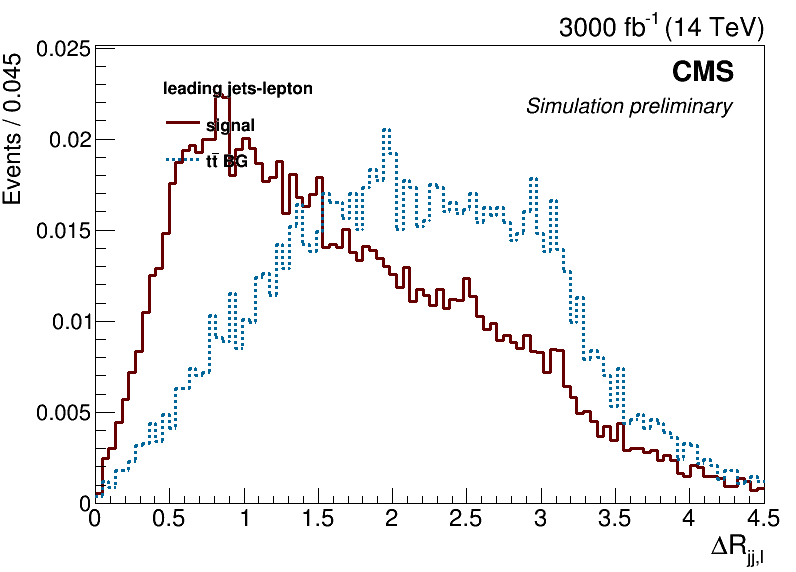 3000 fb⁻¹ (14 TeV)
CMS
Simulation preliminary
leading jets-lepton
signal
tt̄ BG
Events / 0.045
0.025
0.02
0.015
0.01
0.005
0
0 0.5 1 1.5 2 2.5 3 3.5 4 4.5
ΔR_jj,l